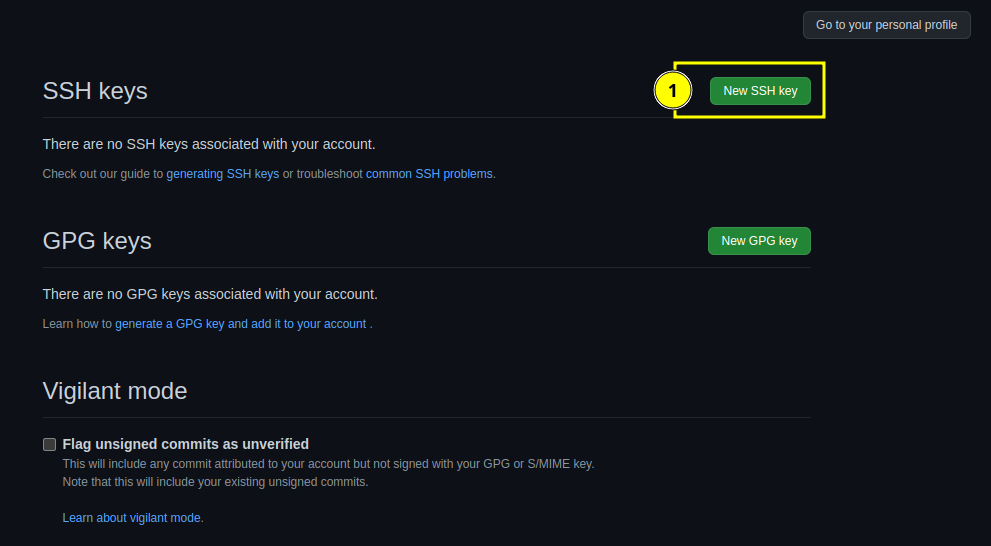 Go to your personal profile
SSH keys
1
New SSH key
There are no SSH keys associated with your account.
Check out our guide to generating SSH keys or troubleshoot common SSH problems.
GPG keys
New GPG key
There are no GPG keys associated with your account.
Learn how to generate a GPG key and add it to your account .
Vigilant mode
Flag unsigned commits as unverified
This will include any commit attributed to your account but not signed with your GPG or S/MIME key.
Note that this will include your existing unsigned commits.
Learn about vigilant mode.